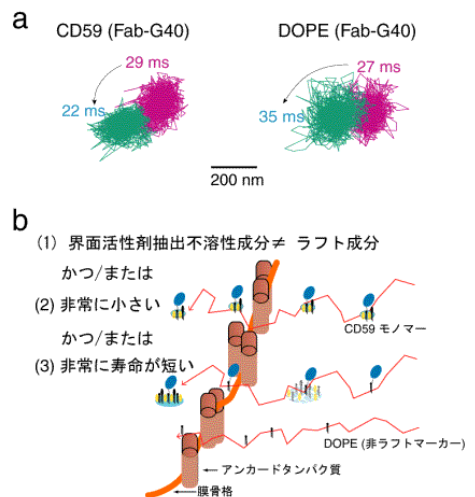 a
CD59 (Fab-G40)
DOPE (Fab-G40)
29 ms
27 ms
22 ms
35 ms
200 nm
b
(1) 界面活性剤抽出不溶性成分≠ ラフト成分
かつ/または
(2) 非常に小さい
CD59 モノマー
かつ/または
(3) 非常に寿命が短い
DOPE (非ラフトマーカー)
アンカードタンパク質
膜骨格